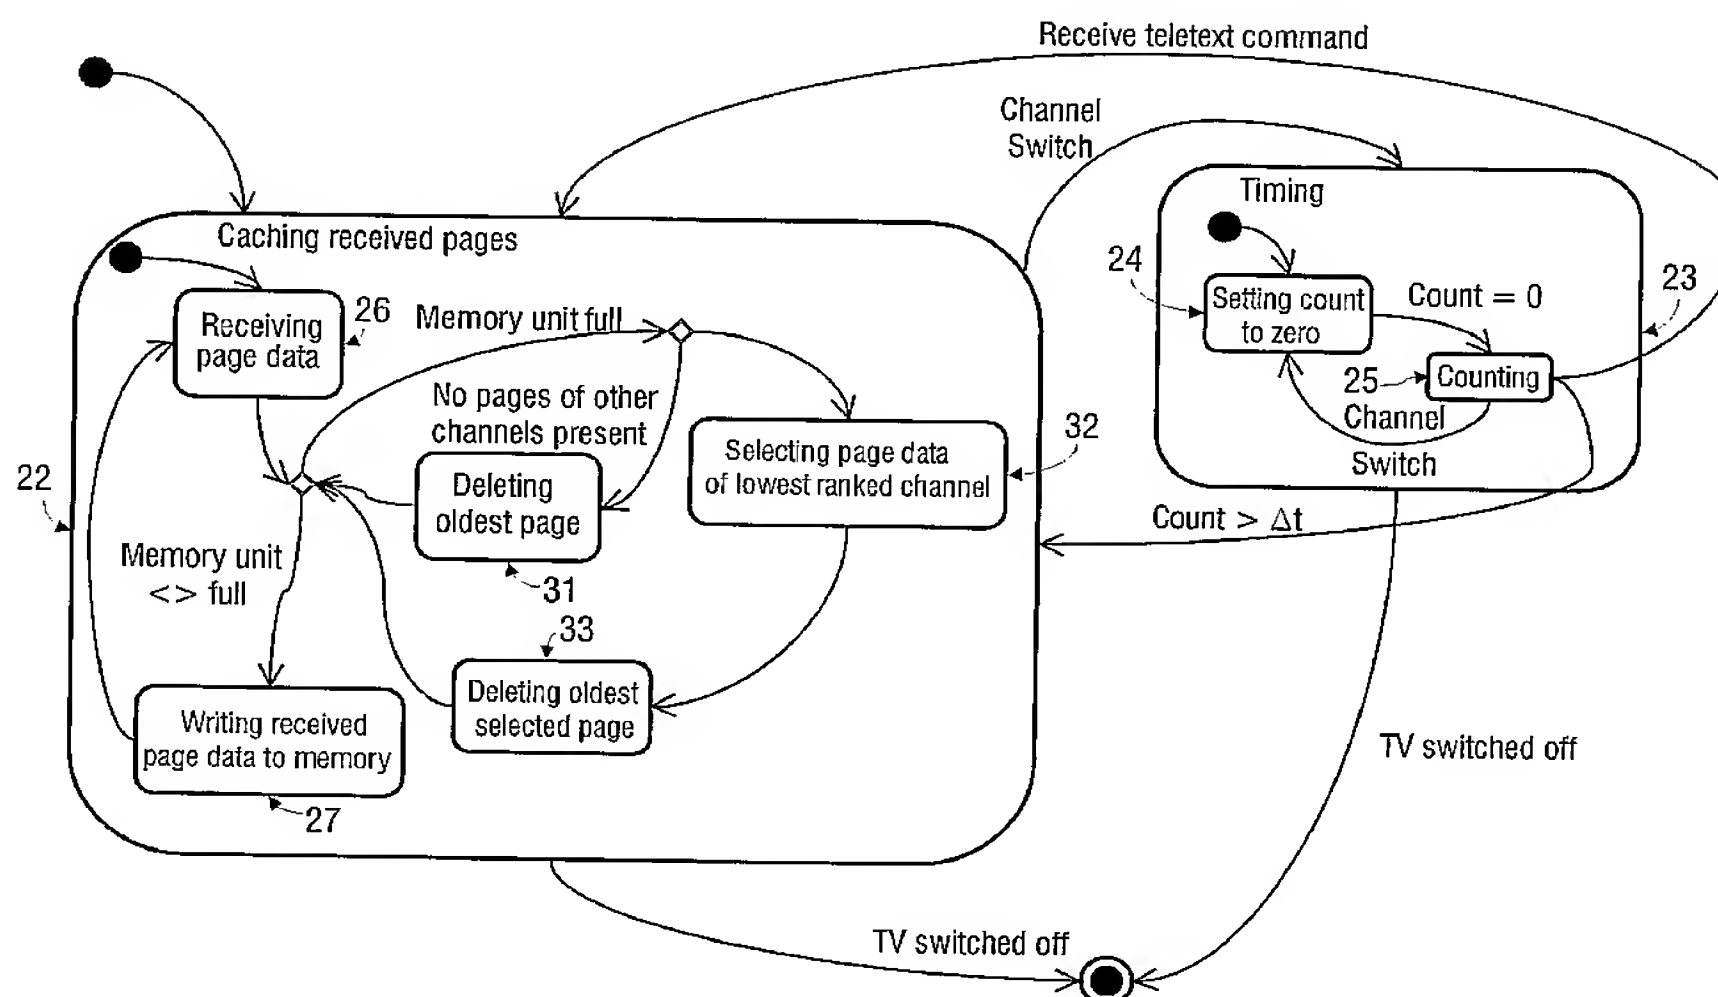 Receive teletext command
Channel
Switch
Timing
Caching received pages
24
23
Setting count
to zero
Count = 0
Receiving
page data
26
Memory unit full
25
Counting
No pages of other
channels present
Channel
Switch
32
Selecting page data
of lowest ranked channel
22
Deleting
oldest page
Count > Δt
Memory unit
<> full
31
33
Deleting oldest
selected page
Writing received
page data to memory
27
TV switched off
TV switched off